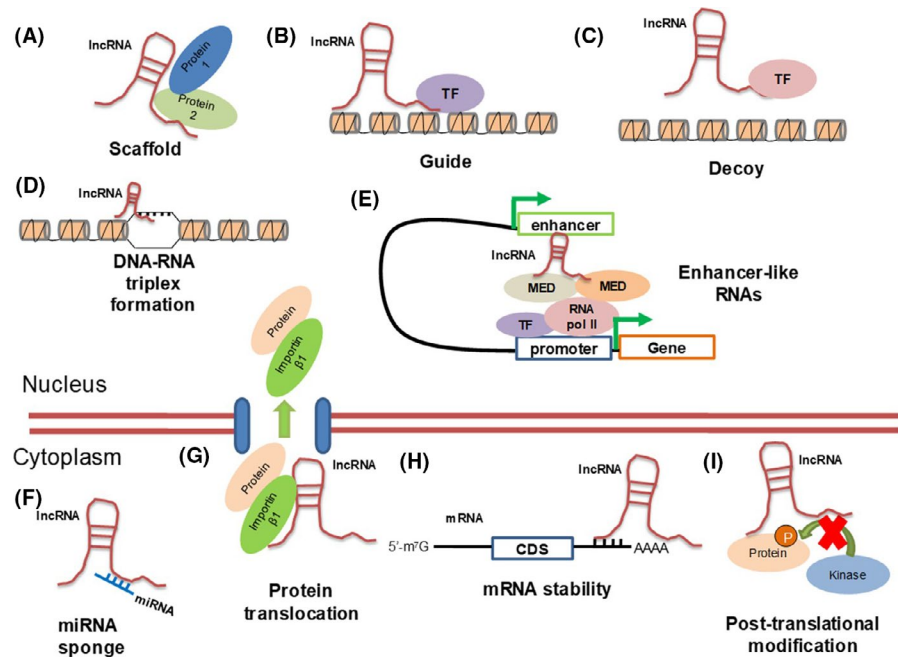 (A)
lncRNA
Protein
1
Protein
2
Scaffold
(B)
lncRNA
TF
Guide
(C)
lncRNA
TF
Decoy
(D)
lncRNA
DNA-RNA
triplex
formation
(E)
enhancer
lncRNA
MED
MED
TF
RNA
pol II
promoter
Gene
Enhancer-like
RNAs
Nucleus
Protein
Importin
β1
Cytoplasm
(F)
lncRNA
miRNA
miRNA
sponge
(G)
Protein
Importin
β1
lncRNA
Protein
translocation
(H)
lncRNA
mRNA
5'-m⁷G
CDS
AAAA
mRNA stability
(I)
lncRNA
P
Protein
Kinase
Post-translational
modification